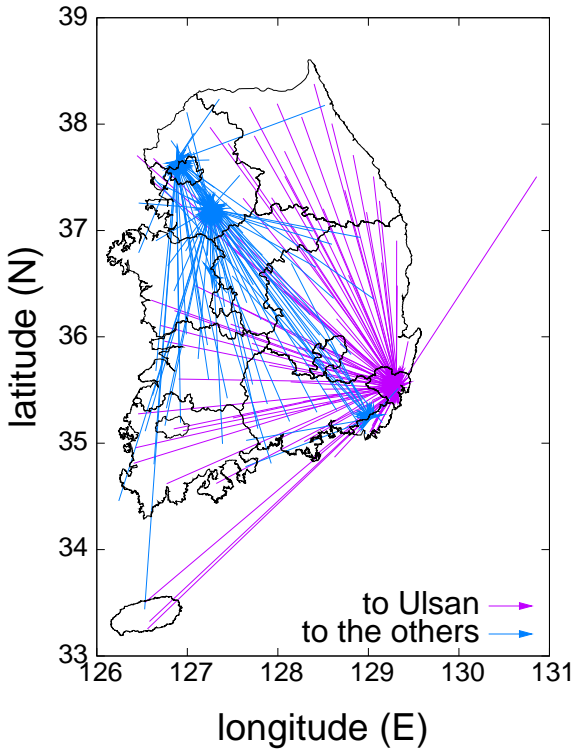 39
38
37
36
35
34
33
latitude (N)
to Ulsan
to the others
126 127 128 129 130 131
longitude (E)